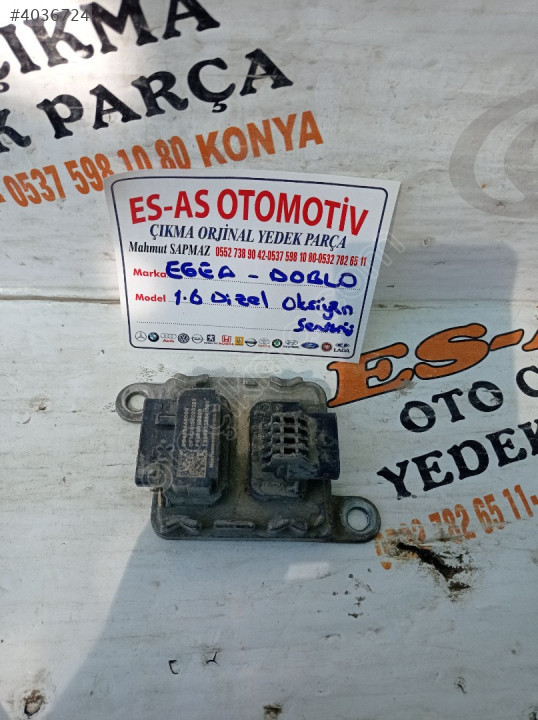 #4036724
ÇIKMA
K PARÇA
0537 598 10 80 KONYA
ES-AS OTOMOTİV
ÇIKMA ORJİNAL YEDEK PARÇA
Mahmut SAPMAZ 0552 738 90 42-0537 598 10 80-0532 782 65 11
Marka EGEA - DOBLO
Model 1.6 Dizel Oksijen
Sensörü
LADA
ES-A
OTO Ç
YEDEK
782 65 11-